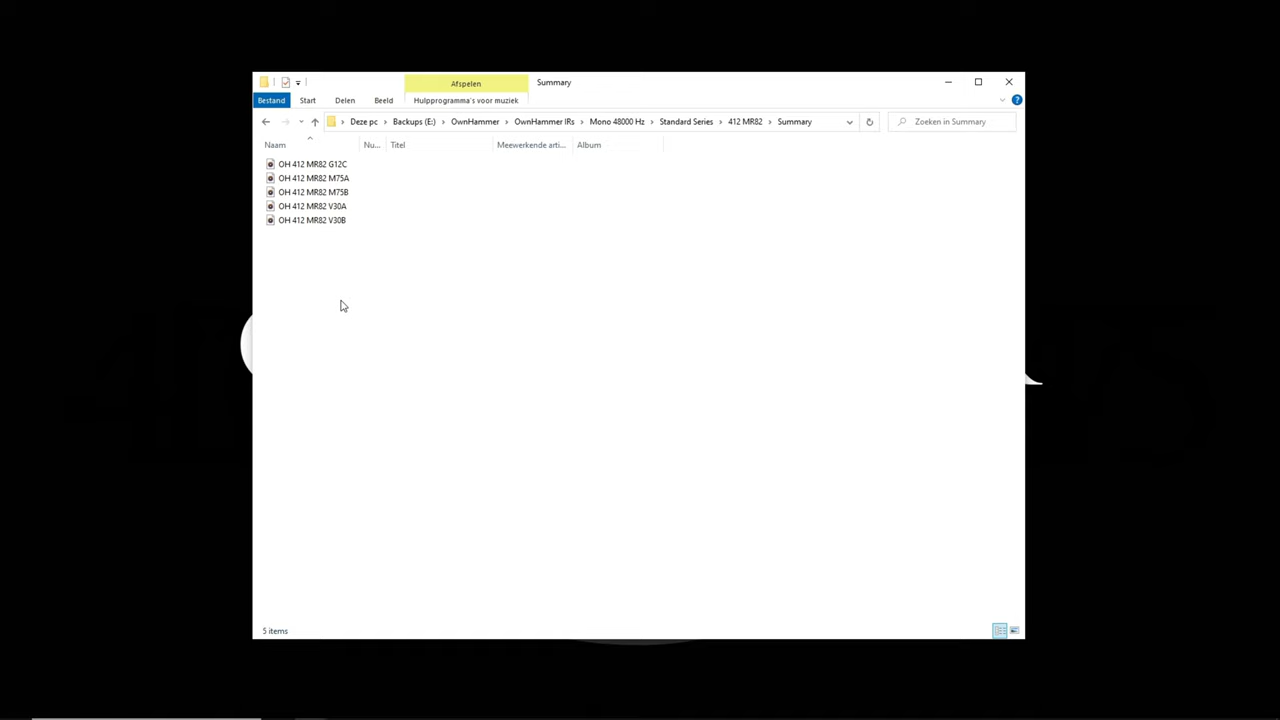 Afspelen
Summary
Bestand
Start
Delen
Beeld
Hulpprogramma's voor muziek
Deze pc > Backups (E:) > OwnHammer > OwnHammer IRs > Mono 48000 Hz > Standard Series > 412 MR82 > Summary
Zoeken in Summary
Naam
Nu...
Titel
Meewerkende arti...
Album
OH 412 MR82 G12C
OH 412 MR82 M75A
OH 412 MR82 M75B
OH 412 MR82 V30A
OH 412 MR82 V30B
5 items